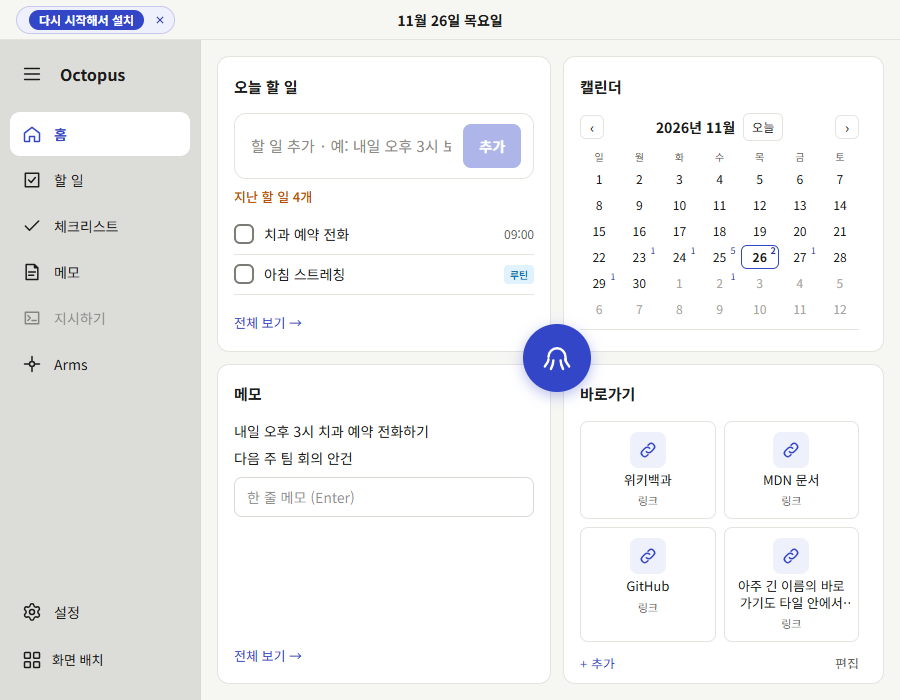 다시 시작해서 설치 ×
11월 26일 목요일
Octopus
홈
할 일
체크리스트
메모
지시하기
Arms
설정
화면 배치
오늘 할 일
할 일 추가 · 예: 내일 오후 3시
추가
지난 할 일 4개
치과 예약 전화 09:00
아침 스트레칭 루틴
전체 보기 →
캘린더
‹ 2026년 11월 오늘 ›
일 월 화 수 목 금 토
1 2 3 4 5 6 7
8 9 10 11 12 13 14
15 16 17 18 19 20 21
22 23 1 24 1 25 5 26 2 27 1 28
29 1 30 1 2 1 3 4 5
6 7 8 9 10 11 12
메모
내일 오후 3시 치과 예약 전화하기
다음 주 팀 회의 안건
한 줄 메모 (Enter)
전체 보기 →
바로가기
위키백과
링크
MDN 문서
링크
GitHub
링크
아주 긴 이름의 바로
가기도 타일 안에서…
링크
+ 추가
편집